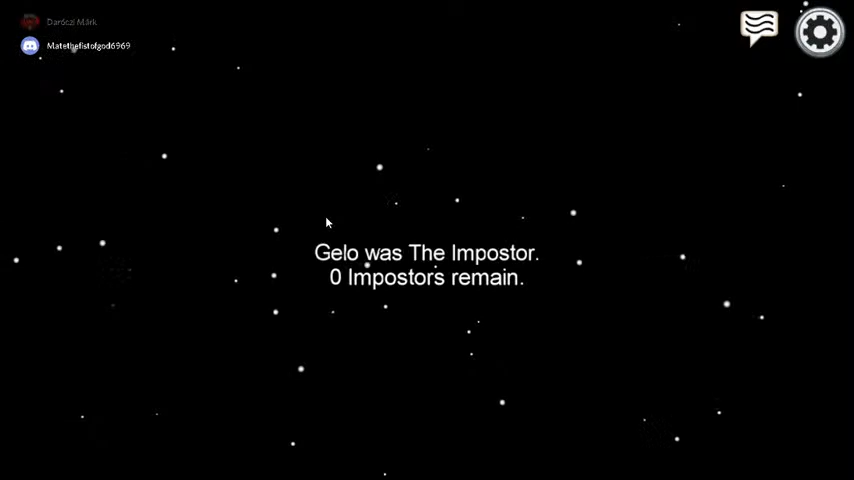 Daróczi Márk
Matethefistofgod6969
Gelo was The Impostor.
0 Impostors remain.